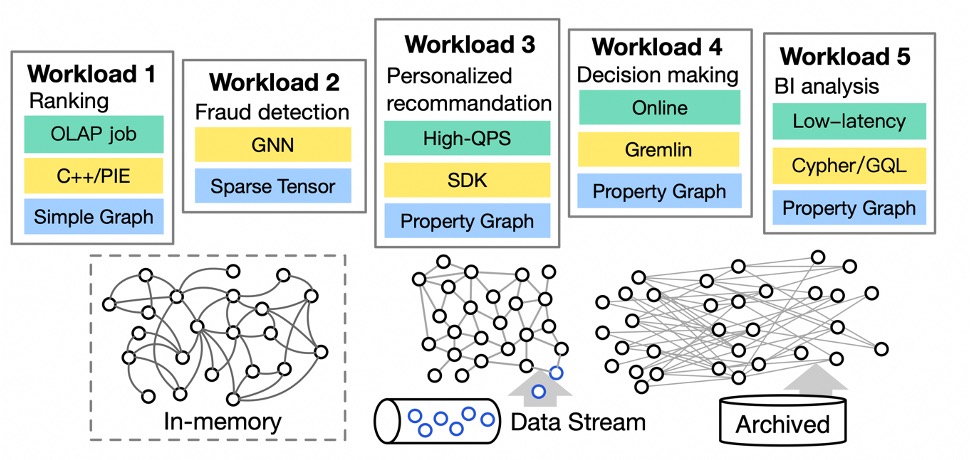 Workload 1
Ranking
OLAP job
C++/PIE
Simple Graph
Workload 2
Fraud detection
GNN
Sparse Tensor
Workload 3
Personalized
recommandation
High-QPS
SDK
Property Graph
Workload 4
Decision making
Online
Gremlin
Property Graph
Workload 5
BI analysis
Low–latency
Cypher/GQL
Property Graph
In-memory
Data Stream
Archived